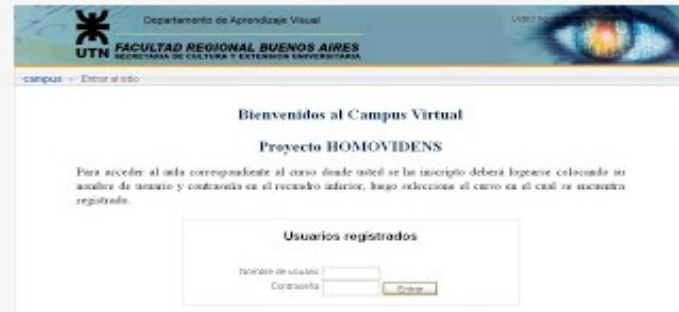 Departamento de Aprendizaje Visual
Usted no
UTN FACULTAD REGIONAL BUENOS AIRES
SECRETARIA DE CULTURA Y EXTENSION UNIVERSITARIA
campus Entrar al sitio
Bienvenidos al Campus Virtual
Proyecto HOMOVIDENS
Para acceder al aula correspondiente al curso donde usted se ha inscripto deberá logearse colocando su
nombre de usuario y contraseña en el recuadro inferior, luego seleccione el curso en el cual se encuentra
registrado.
Usuarios registrados
Nombre de usuario
Contraseña Entrar